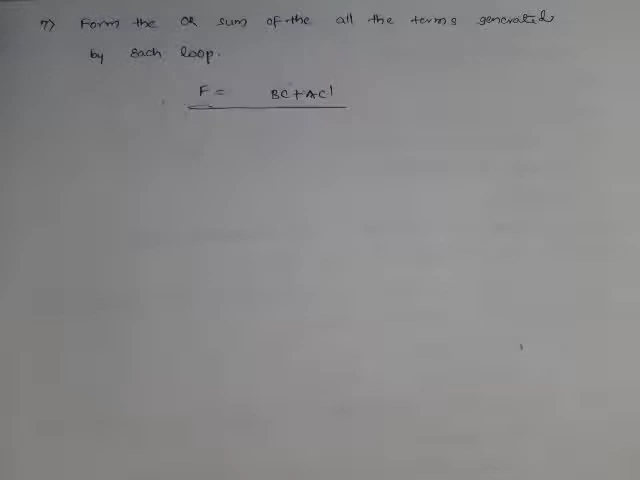 7) Form the OR sum of the all the terms generated
by each loop.
F = BC + AC'